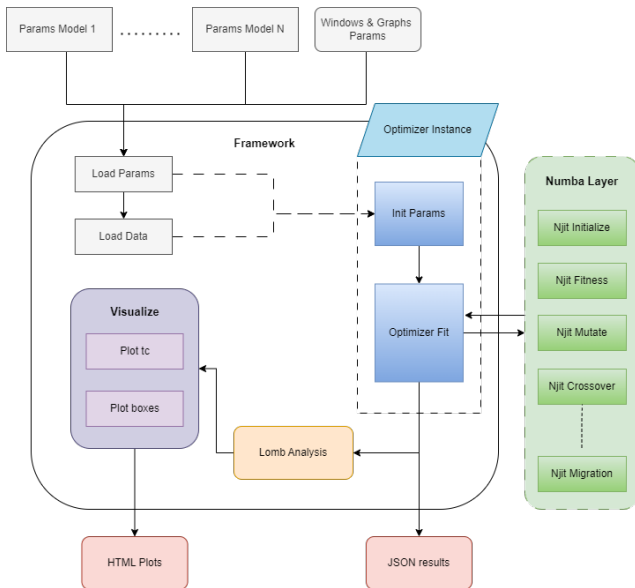 Params Model 1
.........
Params Model N
Windows & Graphs
Params
Framework
Optimizer Instance
Load Params
Load Data
Init Params
Optimizer Fit
Numba Layer
Njit Initialize
Njit Fitness
Njit Mutate
Njit Crossover
Njit Migration
Visualize
Plot tc
Plot boxes
Lomb Analysis
HTML Plots
JSON results